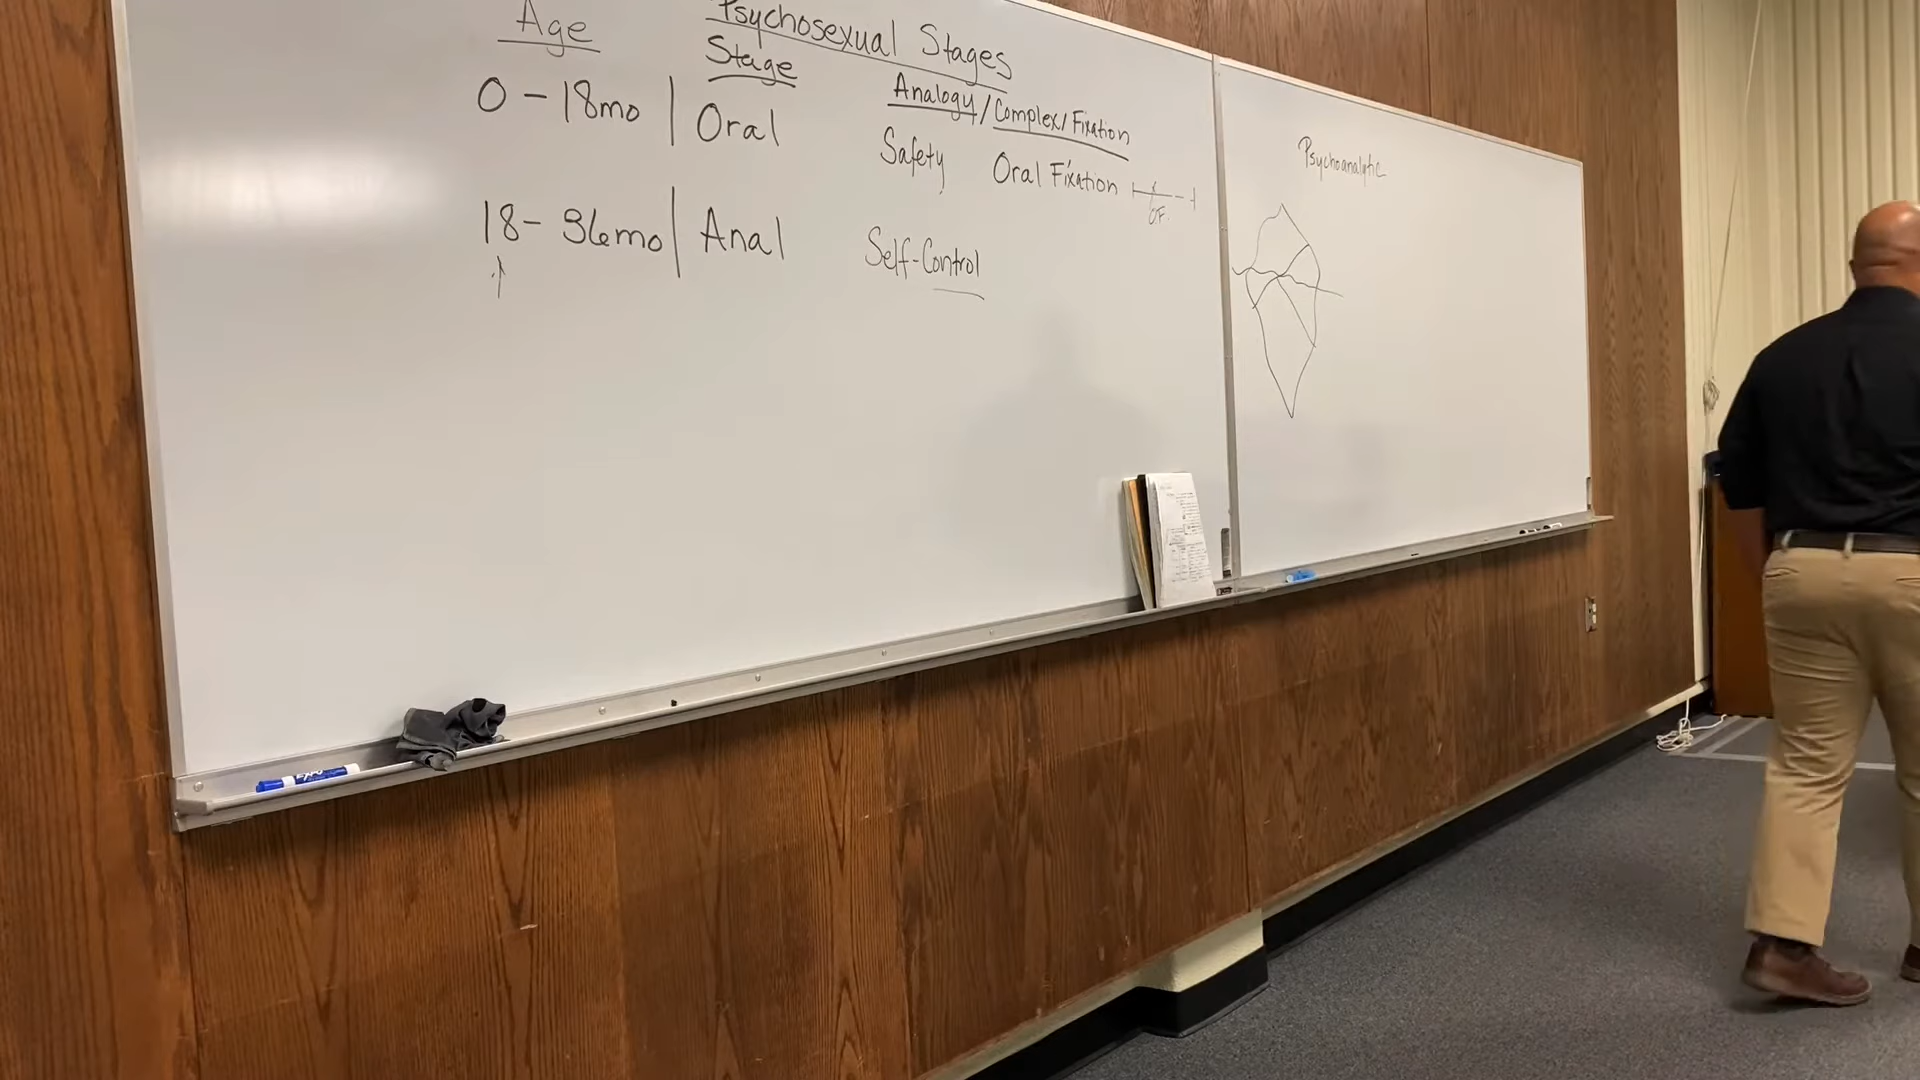 Psychosexual Stages
Age Stage Analogy/Complex/Fixation
0-18mo | Oral Safety Oral Fixation
O.F.
18-36mo | Anal Self-Control
Psychoanalytic
EXPO